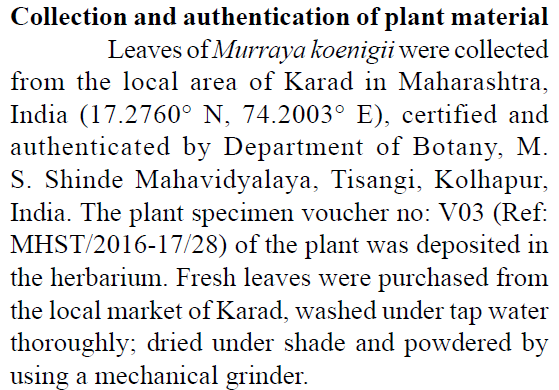 Collection and authentication of plant material
Leaves of Murraya koenigii were collected
from the local area of Karad in Maharashtra,
India (17.2760° N, 74.2003° E), certified and
authenticated by Department of Botany, M.
S. Shinde Mahavidyalaya, Tisangi, Kolhapur,
India. The plant specimen voucher no: V03 (Ref:
MHST/2016-17/28) of the plant was deposited in
the herbarium. Fresh leaves were purchased from
the local market of Karad, washed under tap water
thoroughly; dried under shade and powdered by
using a mechanical grinder.